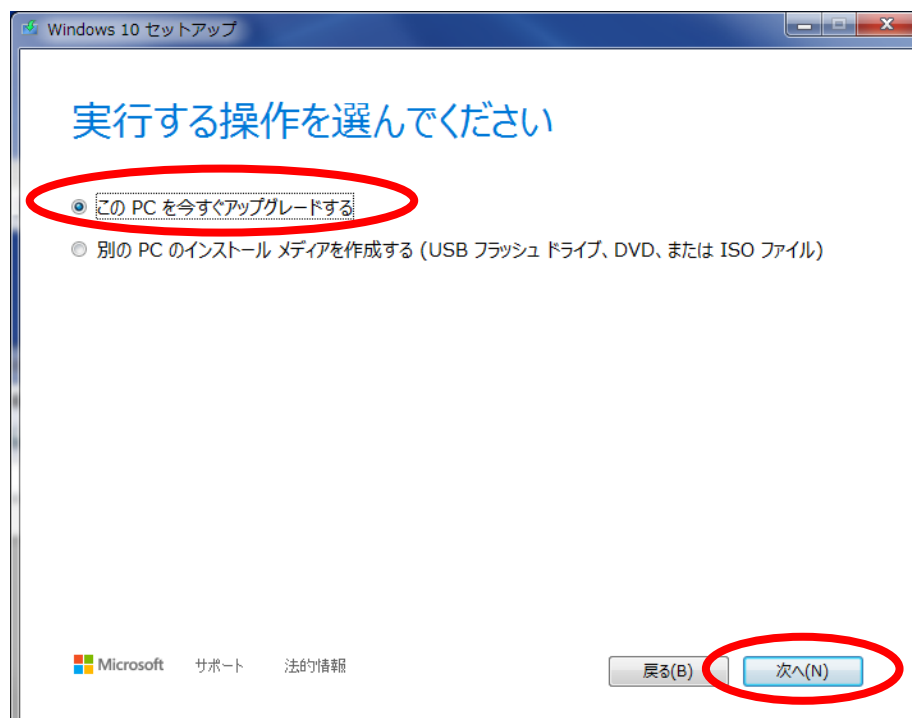 Windows 10 セットアップ
実行する操作を選んでください
この PC を今すぐアップグレードする
別の PC のインストール メディアを作成する (USB フラッシュ ドライブ、DVD、または ISO ファイル)
Microsoft サポート 法的情報 戻る(B) 次へ(N)